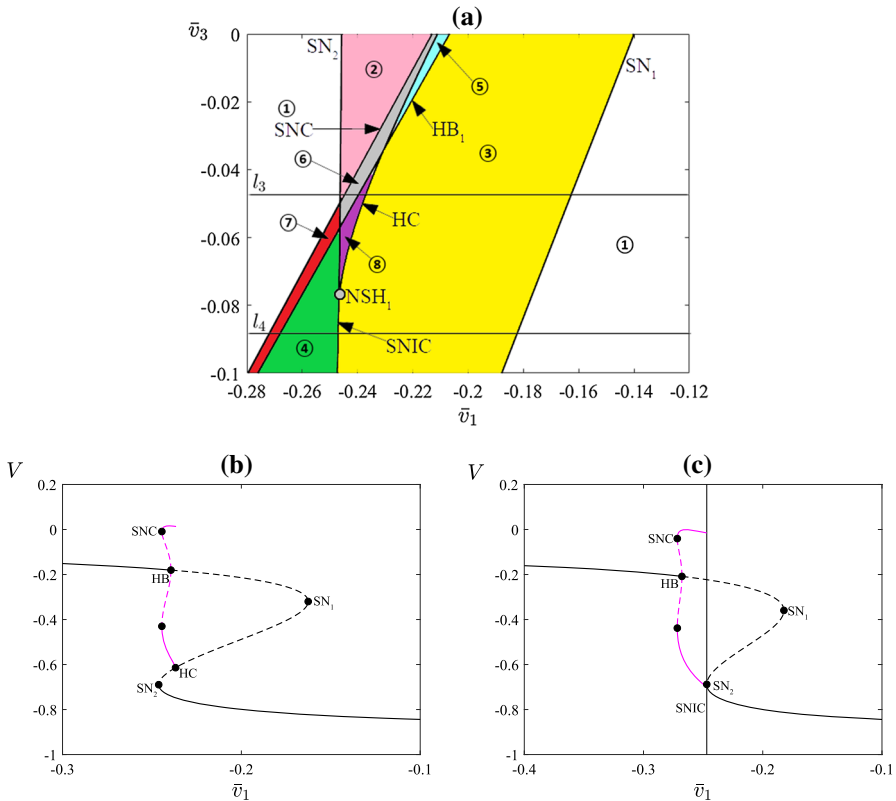 (a)
v̄₃
0
-0.02
-0.04
-0.06
-0.08
-0.1
SN₂
②
⑤
SN₁
①
SNC
HB₁
③
⑥
l₃
⑦
HC
①
⑧
NSH₁
l₄
④
SNIC
-0.28 -0.26 -0.24 -0.22 -0.2 -0.18 -0.16 -0.14 -0.12
v̄₁
(b)
V
0.2
0
-0.2
-0.4
-0.6
-0.8
-1
SNC
HB
SN₁
HC
SN₂
-0.3 -0.2 -0.1
v̄₁
(c)
V
0.2
0
-0.2
-0.4
-0.6
-0.8
-1
SNC
HB
SN₁
SN₂
SNIC
-0.4 -0.3 -0.2 -0.1
v̄₁